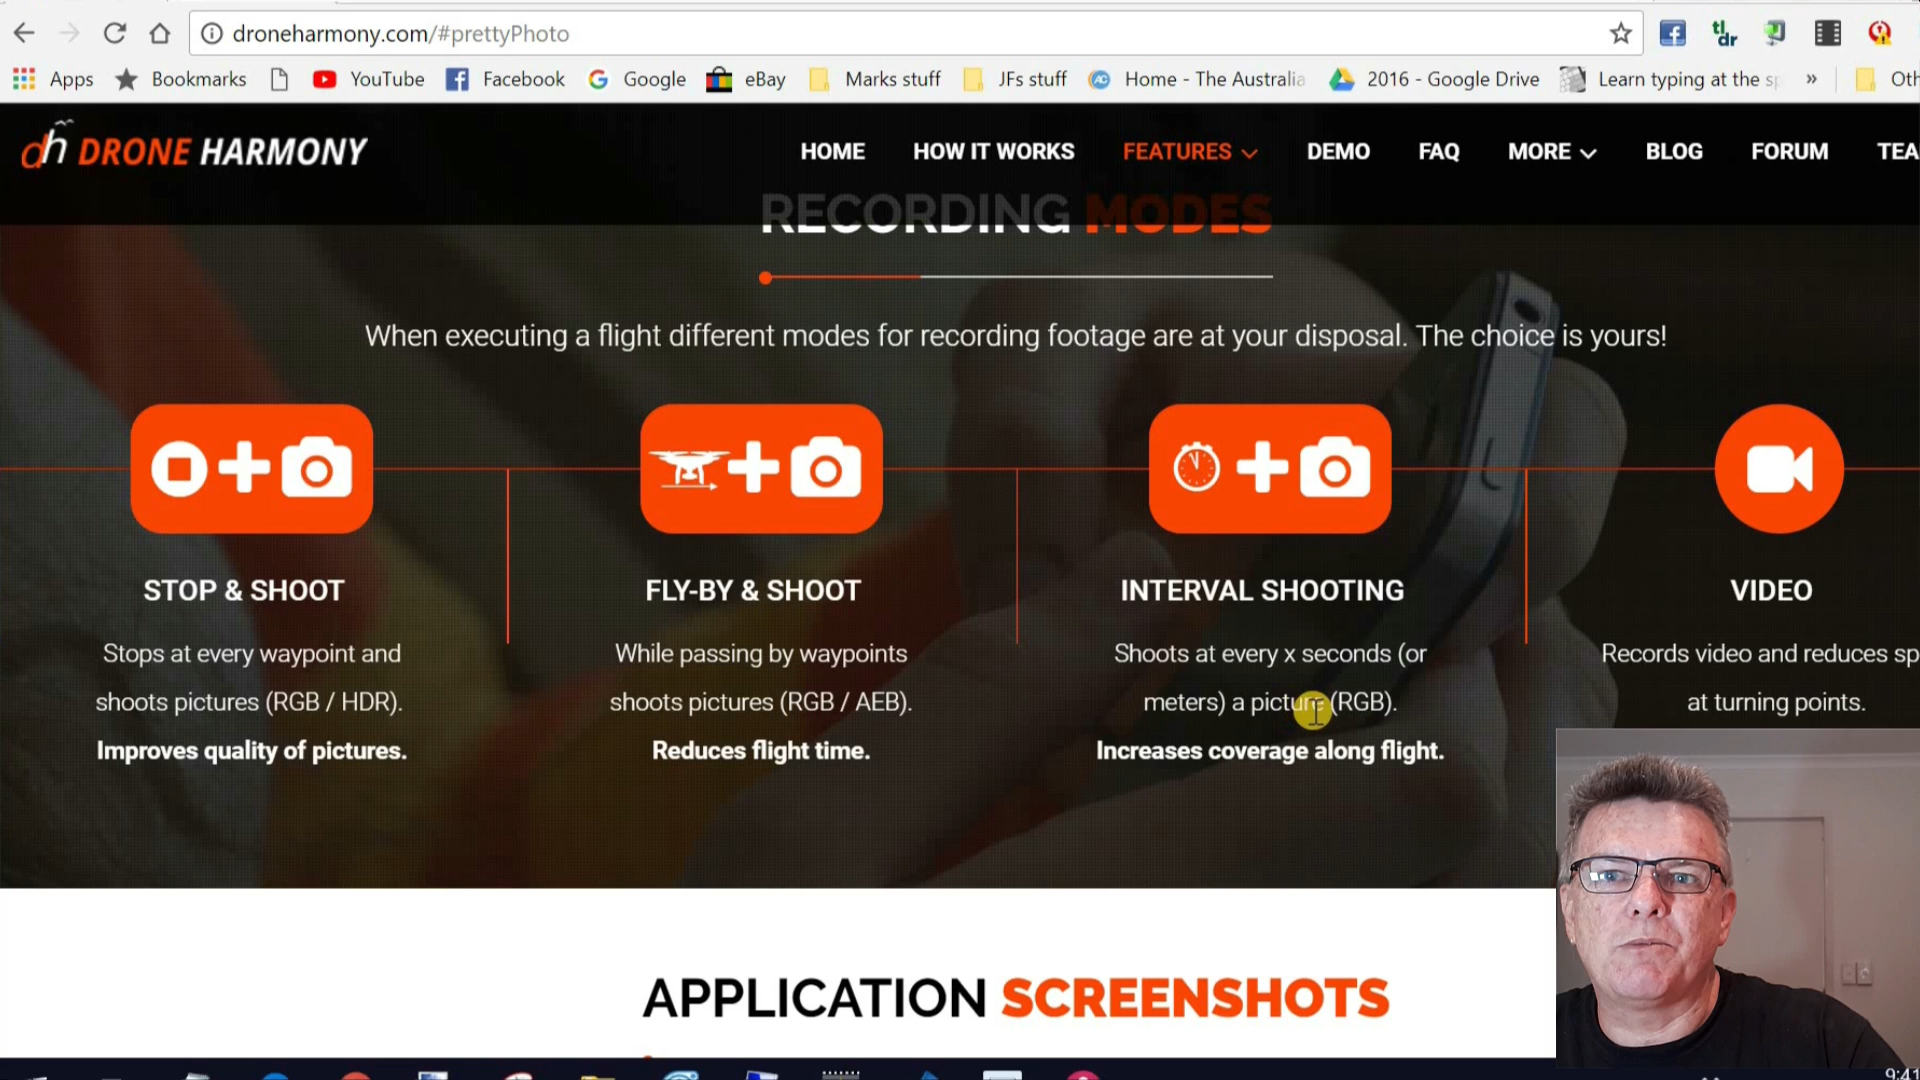 droneharmony.com/#prettyPhoto
tl;dr
Apps Bookmarks YouTube Facebook Google eBay Marks stuff JFs stuff Home - The Australia 2016 - Google Drive Learn typing at the sp » Oth
dh DRONE HARMONY HOME HOW IT WORKS FEATURES DEMO FAQ MORE BLOG FORUM TEA
RECORDING MODES
When executing a flight different modes for recording footage are at your disposal. The choice is yours!
STOP & SHOOT
Stops at every waypoint and
shoots pictures (RGB / HDR).
Improves quality of pictures.
FLY-BY & SHOOT
While passing by waypoints
shoots pictures (RGB / AEB).
Reduces flight time.
INTERVAL SHOOTING
Shoots at every x seconds (or
meters) a picture (RGB).
Increases coverage along flight.
VIDEO
Records video and reduces sp
at turning points.
APPLICATION SCREENSHOTS
9:41